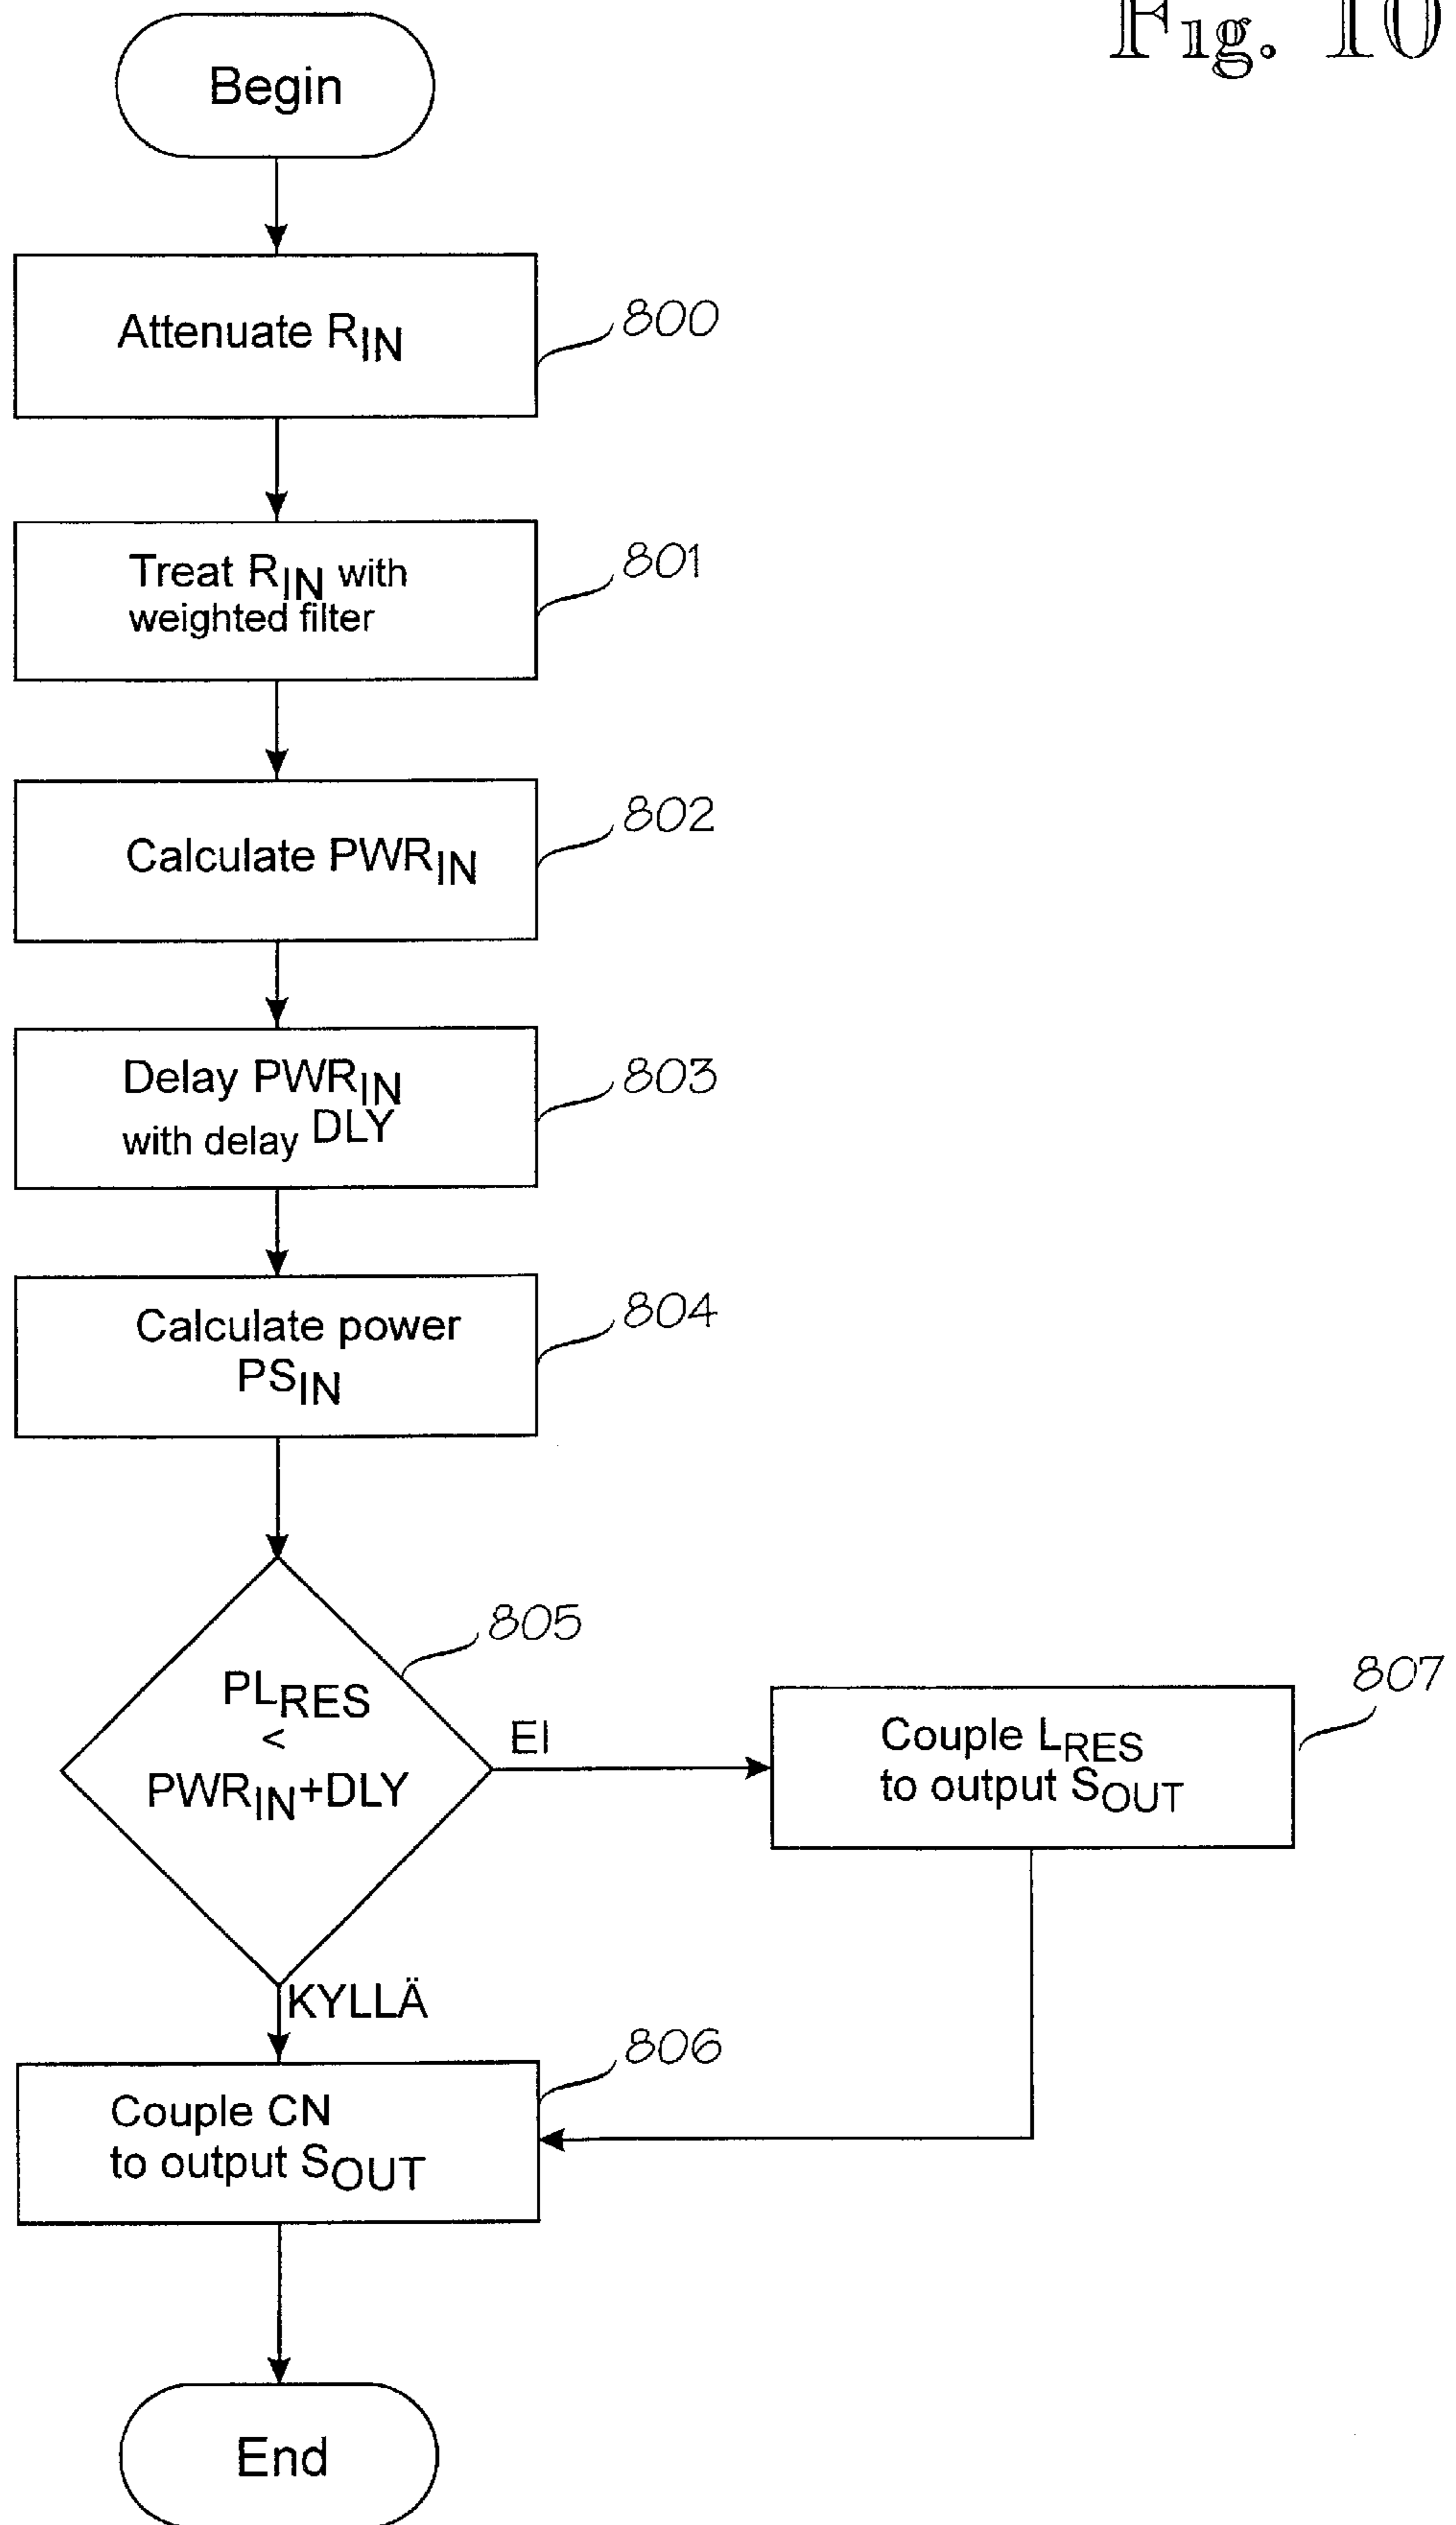 Fig. 10
Begin
Attenuate RIN
800
Treat RIN with
weighted filter
801
Calculate PWRIN
802
Delay PWRIN
with delay DLY
803
Calculate power
PSIN
804
805
PLRES
<
PWRIN+DLY
EI
807
Couple LRES
to output SOUT
KYLLÄ
806
Couple CN
to output SOUT
End